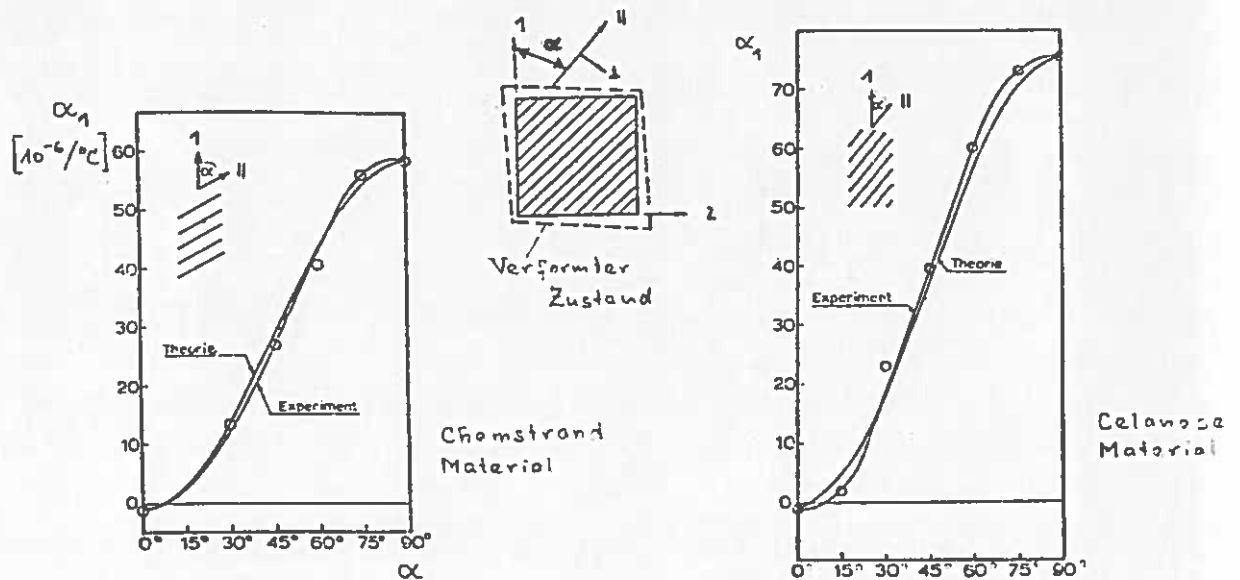 α₁
[10⁻⁶/°C]
60
50
40
30
20
10
0
1
α
II
Theorie
Experiment
0° 15° 30° 45° 60° 75° 90°
α
Chemstrand
Material
1
α
II
⊥
2
Verformter
Zustand
α₁
70
60
50
40
30
20
10
0
1
α
II
Experiment
Theorie
0° 15° 30° 45° 60° 75° 90°
Celanese
Material